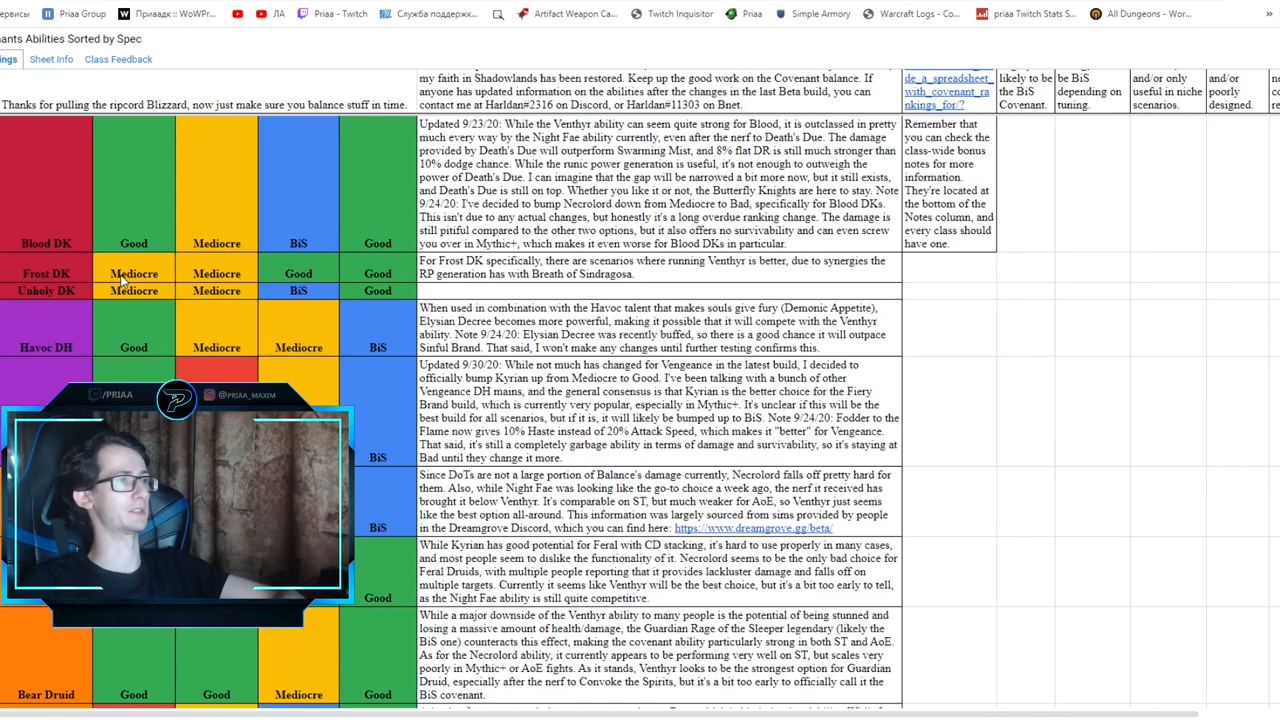 ервисы
Priaa Group
Приаадк :: WoWPr...
ЛА
Priaa - Twitch
Служба поддержк...
Artifact Weapon Ca...
Twitch Inquisitor
Priaa
Simple Armory
Warcraft Logs - Co...
priaa Twitch Stats S...
All Dungeons - Wor...
»
nants Abilities Sorted by Spec
ngs
Sheet Info
Class Feedback
Thanks for pulling the ripcord Blizzard, now just make sure you balance stuff in time.
my faith in Shadowlands has been restored. Keep up the good work on the Covenant balance. If
anyone has updated information on the abilities after the changes in the last Beta build, you can
contact me at Harldan#2316 on Discord, or Harldan#11303 on Bnet.
de_a_spreadsheet_
with_covenant_ra
nkings_for/?
likely to be
the BiS
Covenant.
be BiS
depending on
tuning.
and/or only
useful in niche
scenarios.
and/or
poorly
designed.
Blood DK
Good
Mediocre
BiS
Good
Updated 9/23/20: While the Venthyr ability can seem quite strong for Blood, it is outclassed in pretty
much every way by the Night Fae ability currently, even after the nerf to Death's Due. The damage
provided by Death's Due will outperform Swarming Mist, and 8% flat DR is still much stronger than
10% dodge chance. While the runic power generation is useful, it's not enough to outweigh the
power of Death's Due. I can imagine that the gap will be narrowed a bit more now, but it still exists,
and Death's Due is still on top. Whether you like it or not, the Butterfly Knights are here to stay. Note
9/24/20: I've decided to bump Necrolord down from Mediocre to Bad, specifically for Blood DKs.
This isn't due to any actual changes, but honestly it's a long overdue ranking change. The damage is
still pitiful compared to the other two options, but it also offers no survivability and can even screw
you over in Mythic+, which makes it even worse for Blood DKs in particular.
Remember that
you can check the
class-wide bonus
notes for more
information.
They're located at
the bottom of the
Notes column, and
every class should
have one.
Frost DK
Mediocre
Mediocre
Good
Good
For Frost DK specifically, there are scenarios where running Venthyr is better, due to synergies the
RP generation has with Breath of Sindragosa.
Unholy DK
Mediocre
Mediocre
BiS
Good
Havoc DH
Good
Mediocre
Mediocre
BiS
When used in combination with the Havoc talent that makes souls give fury (Demonic Appetite),
Elysian Decree becomes more powerful, making it possible that it will compete with the Venthyr
ability. Note 9/24/20: Elysian Decree was recently buffed, so there is a good chance it will outpace
Sinful Brand. That said, I won't make any changes until further testing confirms this.
BiS
Updated 9/30/20: While not much has changed for Vengeance in the latest build, I decided to
officially bump Kyrian up from Mediocre to Good. I've been talking with a bunch of other
Vengeance DH mains, and the general consensus is that Kyrian is the better choice for the Fiery
Brand build, which is currently very popular, especially in Mythic+. It's unclear if this will be the
best build for all scenarios, but if it is, it will likely be bumped up to BiS. Note 9/24/20: Fodder to the
Flame now gives 10% Haste instead of 20% Attack Speed, which makes it "better" for Vengeance.
That said, it's still a completely garbage ability in terms of damage and survivability, so it's staying at
Bad until they change it more.
/PRIAA
@PRIAA_MAXIM
BiS
Since DoTs are not a large portion of Balance's damage currently, Necrolord falls off pretty hard for
them. Also, while Night Fae was looking like the go-to choice a week ago, the nerf it received has
brought it below Venthyr. It's comparable on ST, but much weaker for AoE, so Venthyr just seems
like the best option all-around. This information was largely sourced from sims provided by people
in the Dreamgrove Discord, which you can find here: https://www.dreamgrove.gg/beta/
Good
While Kyrian has good potential for Feral with CD stacking, it's hard to use properly in many cases,
and most people seem to dislike the functionality of it. Necrolord seems to be the only bad choice for
Feral Druids, with multiple people reporting that it provides lackluster damage and falls off on
multiple targets. Currently it seems like Venthyr will be the best choice, but it's a bit too early to tell,
as the Night Fae ability is still quite competitive.
Bear Druid
Good
Good
Mediocre
Good
While a major downside of the Venthyr ability to many people is the potential of being stunned and
losing a massive amount of health/damage, the Guardian Rage of the Sleeper legendary (likely the
BiS one) counteracts this effect, making the covenant ability particularly strong in both ST and AoE.
As for the Necrolord ability, it currently appears to be performing very well on ST, but scales very
poorly in Mythic+ or AoE fights. As it stands, Venthyr looks to be the strongest option for Guardian
Druid, especially after the nerf to Convoke the Spirits, but it's a bit too early to officially call it the
BiS covenant.